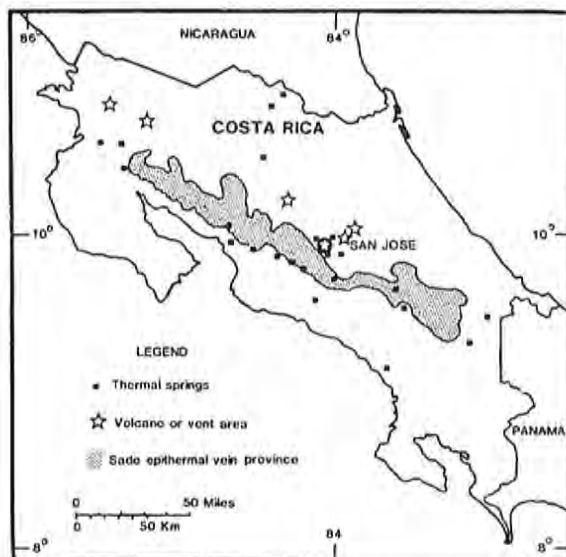 86°
84°
NICARAGUA
COSTA RICA
10°
SAN JOSE
10°
LEGEND
Thermal springs
Volcano or vent area
Sado epithermal vein province
PANAMA
0 50 Miles
0 50 Km
8°
84
8°